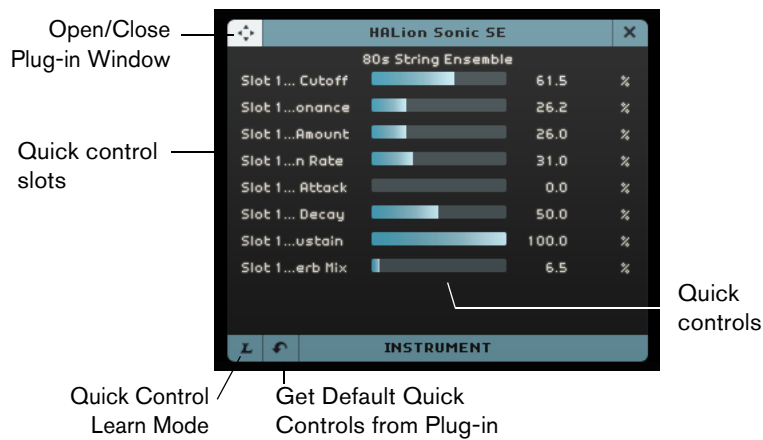 Open/Close
Plug-in Window
HALion Sonic SE
80s String Ensemble
Slot 1... Cutoff 61.5 %
Slot 1...onance 26.2 %
Slot 1...Amount 26.0 %
Slot 1...n Rate 31.0 %
Slot 1... Attack 0.0 %
Slot 1... Decay 50.0 %
Slot 1...ustain 100.0 %
Slot 1...erb Mix 6.5 %
Quick control
slots
Quick
controls
L
INSTRUMENT
Quick Control
Learn Mode
Get Default Quick
Controls from Plug-in